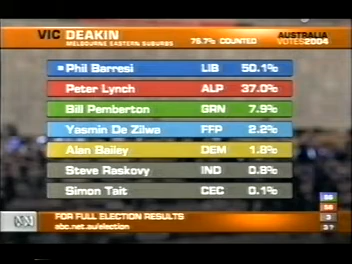 VIC DEAKIN
MELBOURNE EASTERN SUBURBS
75.7% COUNTED
AUSTRALIA
VOTES2004
Phil Barresi LIB 50.1%
Peter Lynch ALP 37.0%
Bill Pemberton GRN 7.9%
Yasmin De Zilwa FFP 2.2%
Alan Bailey DEM 1.8%
Steve Raskovy IND 0.8%
Simon Tait CEC 0.1%
FOR FULL ELECTION RESULTS
abc.net.au/election
3